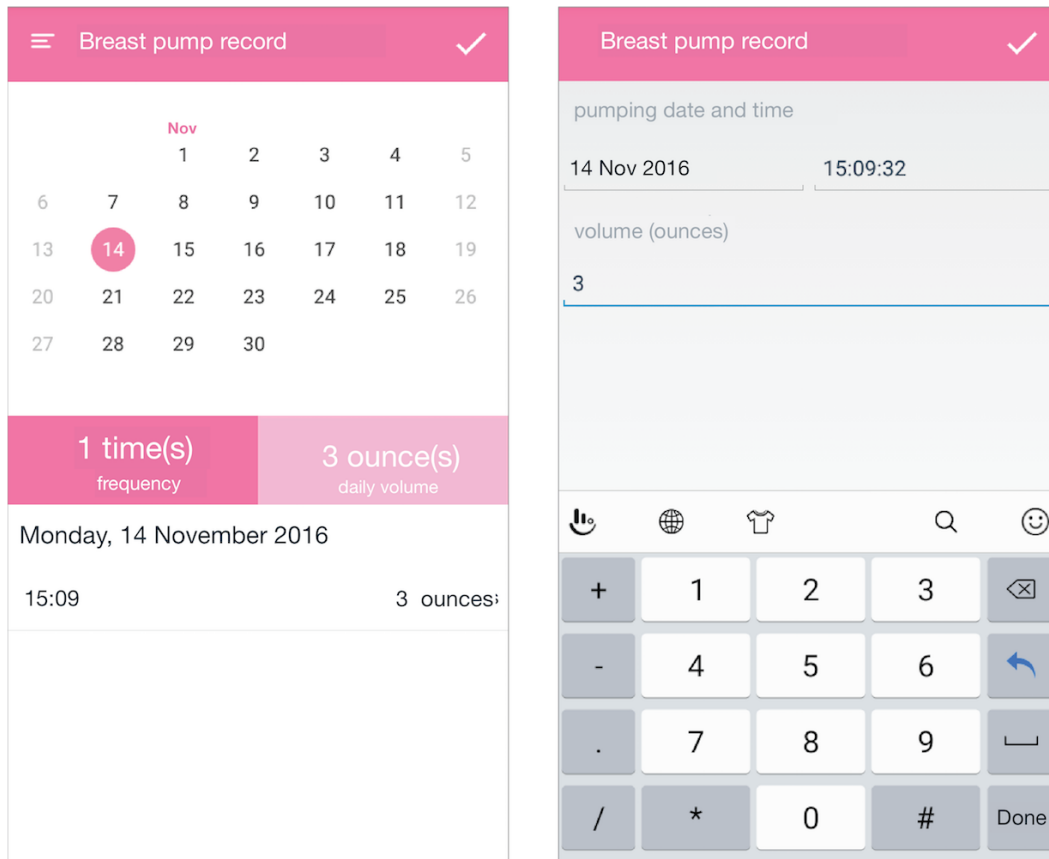 Breast pump record
Nov
1 2 3 4 5
6 7 8 9 10 11 12
13 14 15 16 17 18 19
20 21 22 23 24 25 26
27 28 29 30
1 time(s)
frequency
3 ounce(s)
daily volume
Monday, 14 November 2016
15:09 3 ounces
Breast pump record
pumping date and time
14 Nov 2016 15:09:32
volume (ounces)
3
+ 1 2 3
- 4 5 6
. 7 8 9
/ * 0 # Done